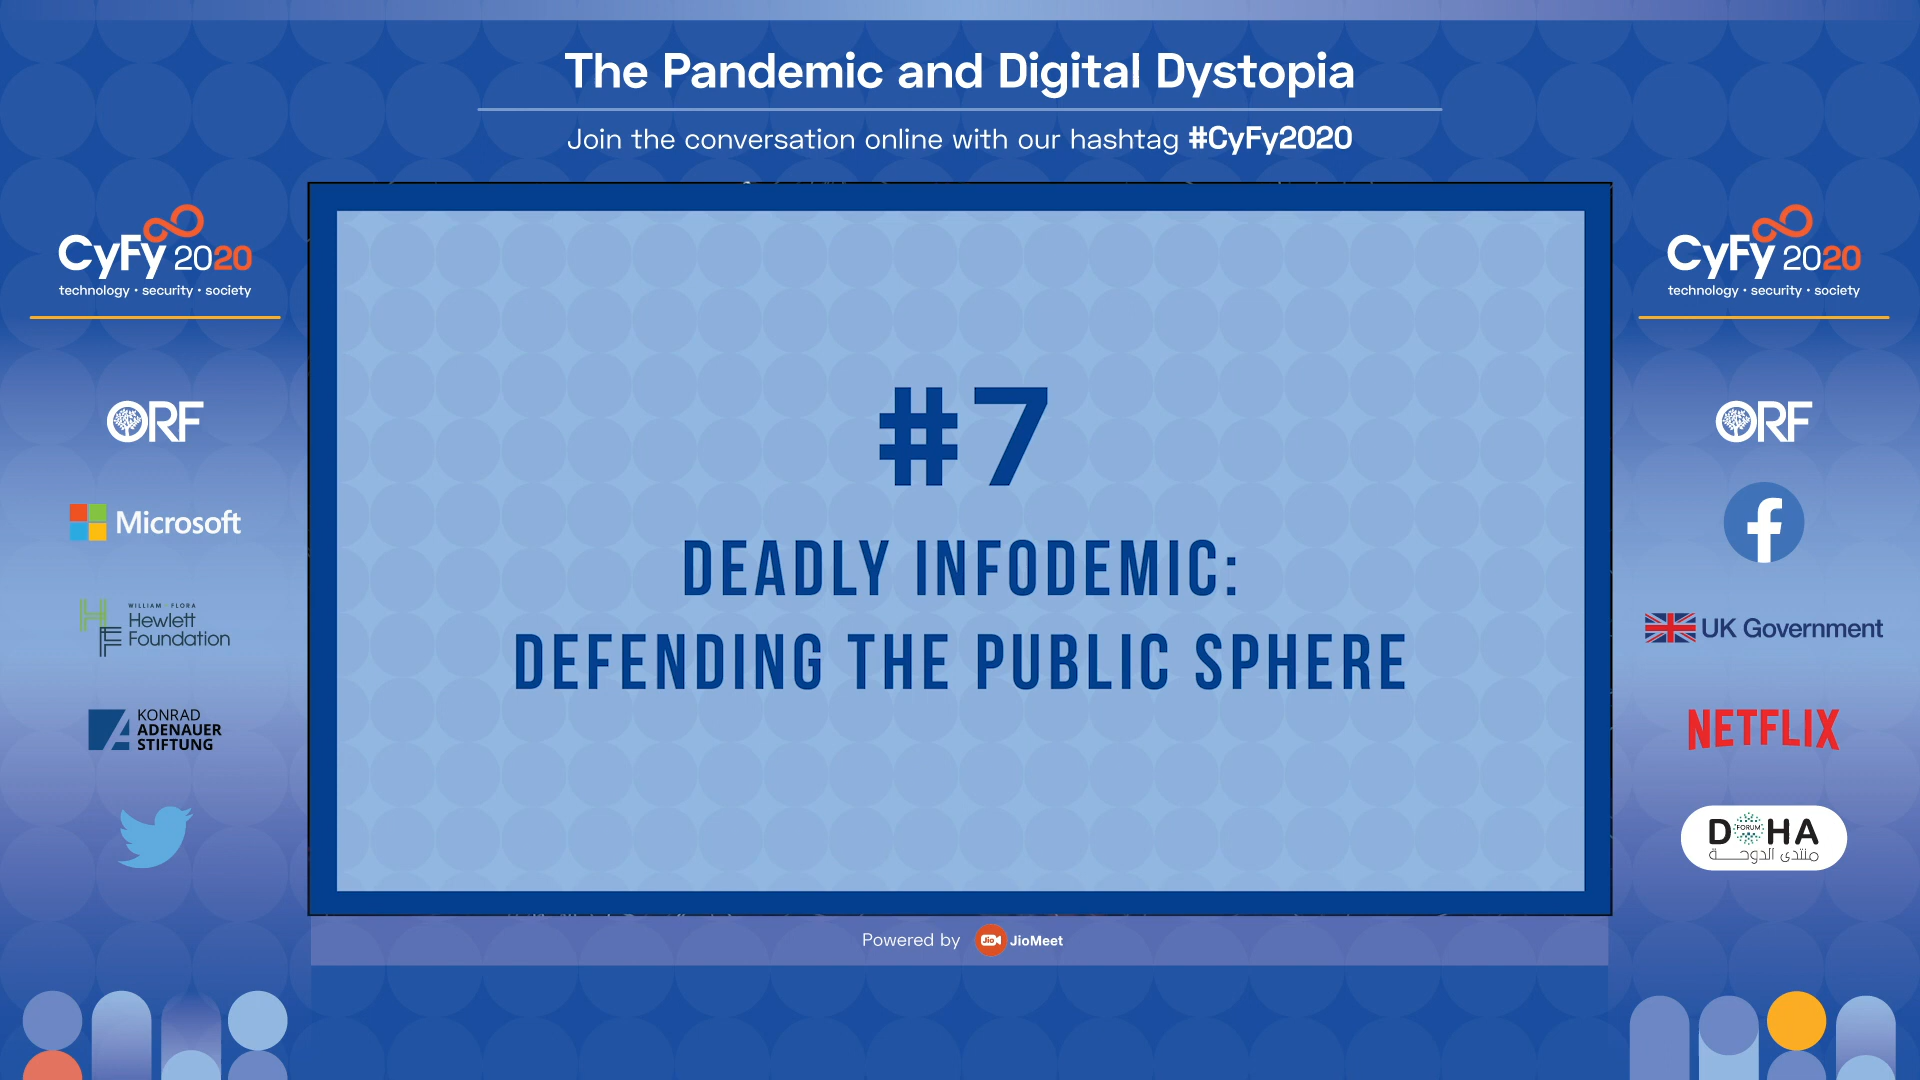 The Pandemic and Digital Dystopia
Join the conversation online with our hashtag #CyFy2020
CyFy 2020
technology • security • society
ORF
Microsoft
WILLIAM + FLORA
Hewlett
Foundation
KONRAD
ADENAUER
STIFTUNG
#7
DEADLY INFODEMIC:
DEFENDING THE PUBLIC SPHERE
Powered by Jio JioMeet
CyFy 2020
technology • security • society
ORF
UK Government
NETFLIX
DOHA
FORUM
منتدى الدوحة